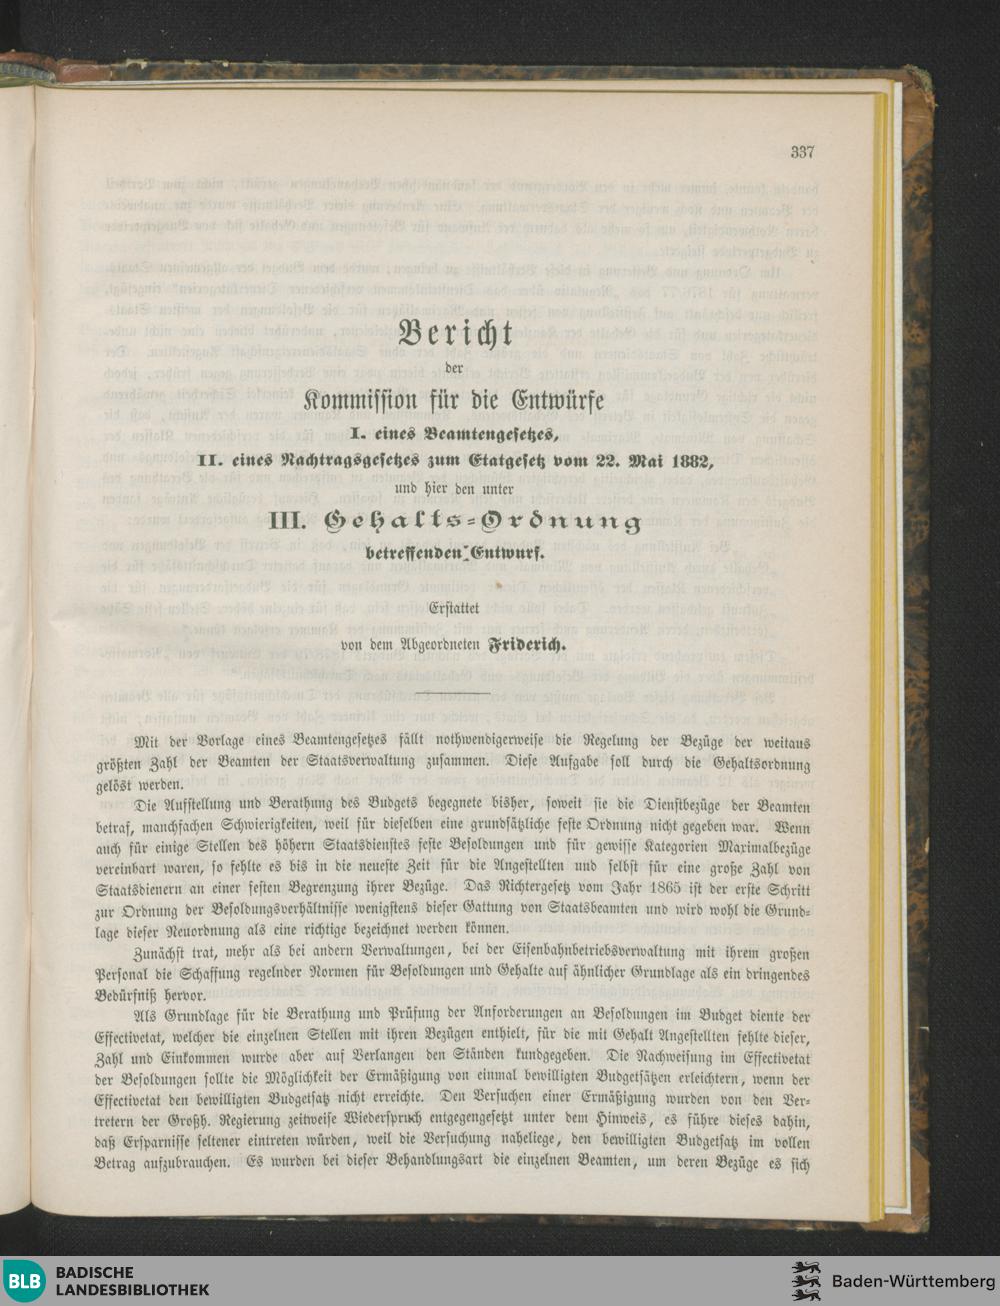 337
Bericht
der
Kommission für die Entwürfe
I. eines Beamtengesetzes,
II. eines Nachtragsgesetzes zum Etatgesetz vom 22. Mai 1882,
und hier den unter
III. Gehalts-Ordnung
betreffenden Entwurf.
Erstattet
von dem Abgeordneten Friderich.
Mit der Vorlage eines Beamtengesetzes fällt nothwendigerweise die Regelung der Bezüge der weitaus
größten Zahl der Beamten der Staatsverwaltung zusammen. Diese Aufgabe soll durch die Gehaltsordnung
gelöst werden.
Die Aufstellung und Berathung des Budgets begegnete bisher, soweit sie die Dienstbezüge der Beamten
betraf, manchfachen Schwierigkeiten, weil für dieselben eine grundsätzliche feste Ordnung nicht gegeben war. Wenn
auch für einige Stellen des höhern Staatsdienstes feste Besoldungen und für gewisse Kategorien Maximalbezüge
vereinbart waren, so fehlte es bis in die neueste Zeit für die Angestellten und selbst für eine große Zahl von
Staatsdienern an einer festen Begrenzung ihrer Bezüge. Das Richtergesetz vom Jahr 1865 ist der erste Schritt
zur Ordnung der Besoldungsverhältnisse wenigstens dieser Gattung von Staatsbeamten und wird wohl die Grund-
lage dieser Neuordnung als eine richtige bezeichnet werden können.
Zunächst trat, mehr als bei andern Verwaltungen, bei der Eisenbahnbetriebsverwaltung mit ihrem großen
Personal die Schaffung regelnder Normen für Besoldungen und Gehalte auf ähnlicher Grundlage als ein dringendes
Bedürfniß hervor.
Als Grundlage für die Berathung und Prüfung der Anforderungen an Besoldungen im Budget diente der
Effectivetat, welcher die einzelnen Stellen mit ihren Bezügen enthielt, für die mit Gehalt Angestellten fehlte dieser,
Zahl und Einkommen wurde aber auf Verlangen den Ständen kundgegeben. Die Nachweisung im Effectivetat
der Besoldungen sollte die Möglichkeit der Ermäßigung von einmal bewilligten Budgetsätzen erleichtern, wenn der
Effectivetat den bewilligten Budgetsatz nicht erreichte. Den Versuchen einer Ermäßigung wurden von den Ver-
tretern der Großh. Regierung zeitweise Widerspruch entgegengesetzt unter dem Hinweis, es führe dieses dahin,
daß Ersparnisse seltener eintreten würden, weil die Versuchung naheliege, den bewilligten Budgetsatz im vollen
Betrag aufzubrauchen. Es wurden bei dieser Behandlungsart die einzelnen Beamten, um deren Bezüge es sich
BLB BADISCHE
LANDESBIBLIOTHEK
Baden-Württemberg